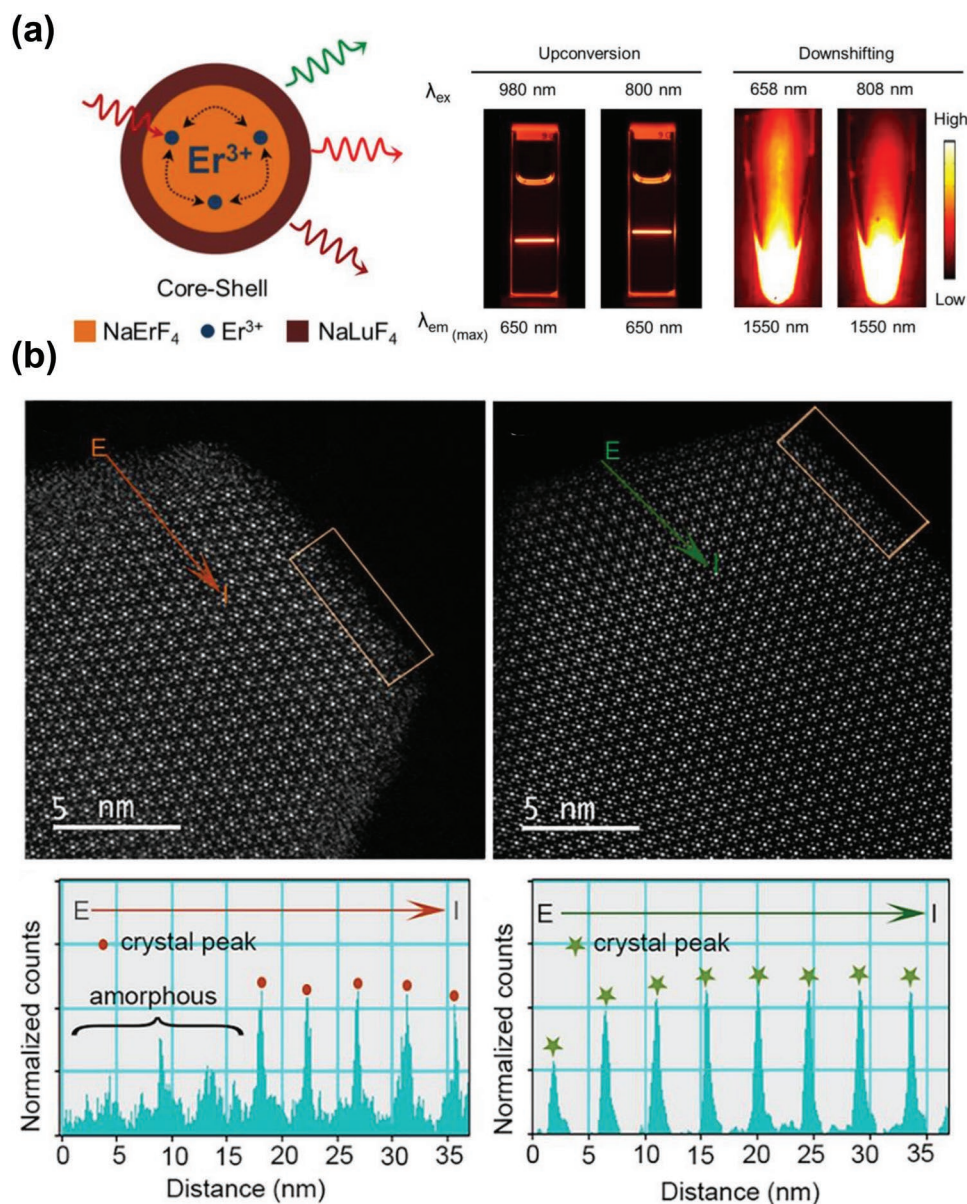 (a)
Upconversion Downshifting
λex 980 nm 800 nm 658 nm 808 nm
High
Er3+
Low
Core-Shell
NaErF4 Er3+ NaLuF4
λem (max) 650 nm 650 nm 1550 nm 1550 nm
(b)
E E
I I
5 nm 5 nm
E I
crystal peak
amorphous
Normalized counts
0 5 10 15 20 25 30 35
Distance (nm)
E I
crystal peak
Normalized counts
0 5 10 15 20 25 30 35
Distance (nm)